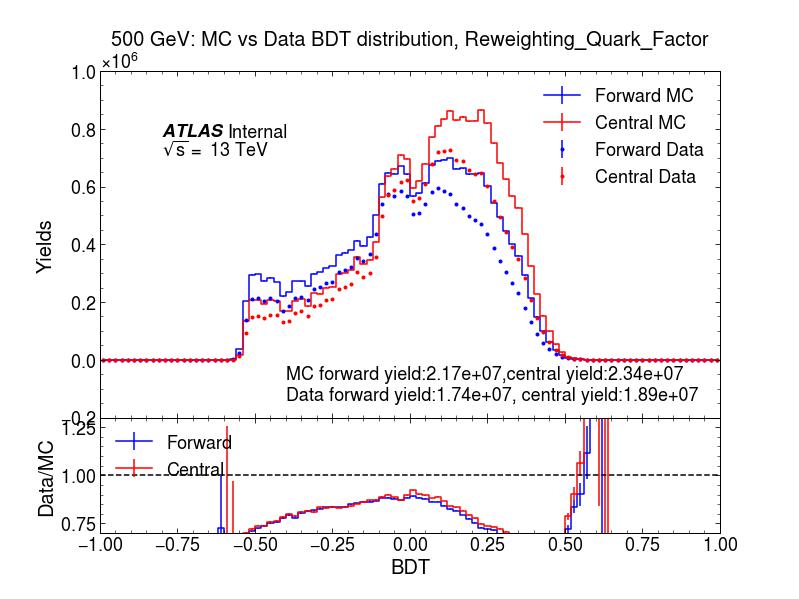 500 GeV: MC vs Data BDT distribution, Reweighting_Quark_Factor
×10⁶
1.0
0.8
0.6
0.4
0.2
0.0
0.2
Yields
ATLAS Internal
√s = 13 TeV
Forward MC
Central MC
Forward Data
Central Data
MC forward yield:2.17e+07,central yield:2.34e+07
Data forward yield:1.74e+07, central yield:1.89e+07
1.25
1.00
0.75
Data/MC
Forward
Central
−1.00 −0.75 −0.50 −0.25 0.00 0.25 0.50 0.75 1.00
BDT